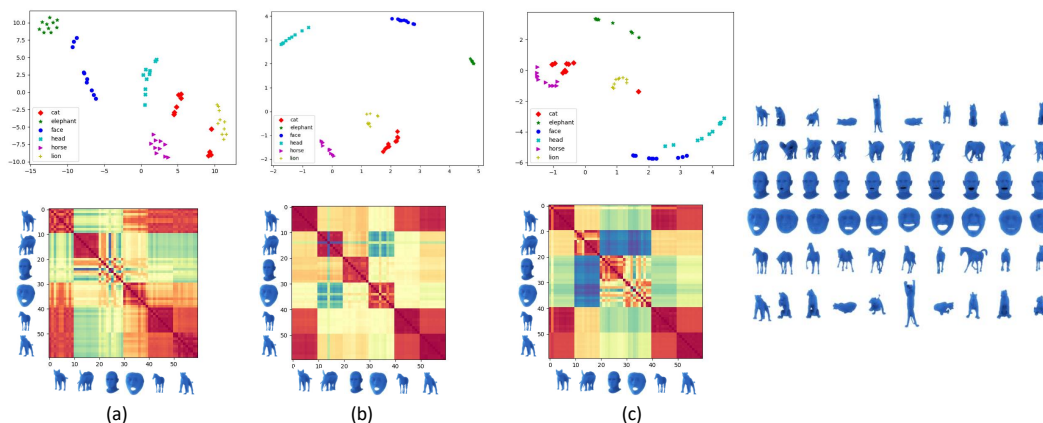 10.0
7.5
5.0
2.5
0.0
−2.5
−5.0
−7.5
−10.0
cat
elephant
face
head
horse
lion
−15 −10 −5 0 5 10
4
3
2
1
0
−1
−2
cat
elephant
face
head
horse
lion
−2 −1 0 1 2 3 4 5
2
0
−2
−4
−6
cat
elephant
face
head
horse
lion
−1 0 1 2 3 4
0
10
20
30
40
50
0 10 20 30 40 50
0
10
20
30
40
50
0 10 20 30 40 50
0
10
20
30
40
50
0 10 20 30 40 50
(a) (b) (c)